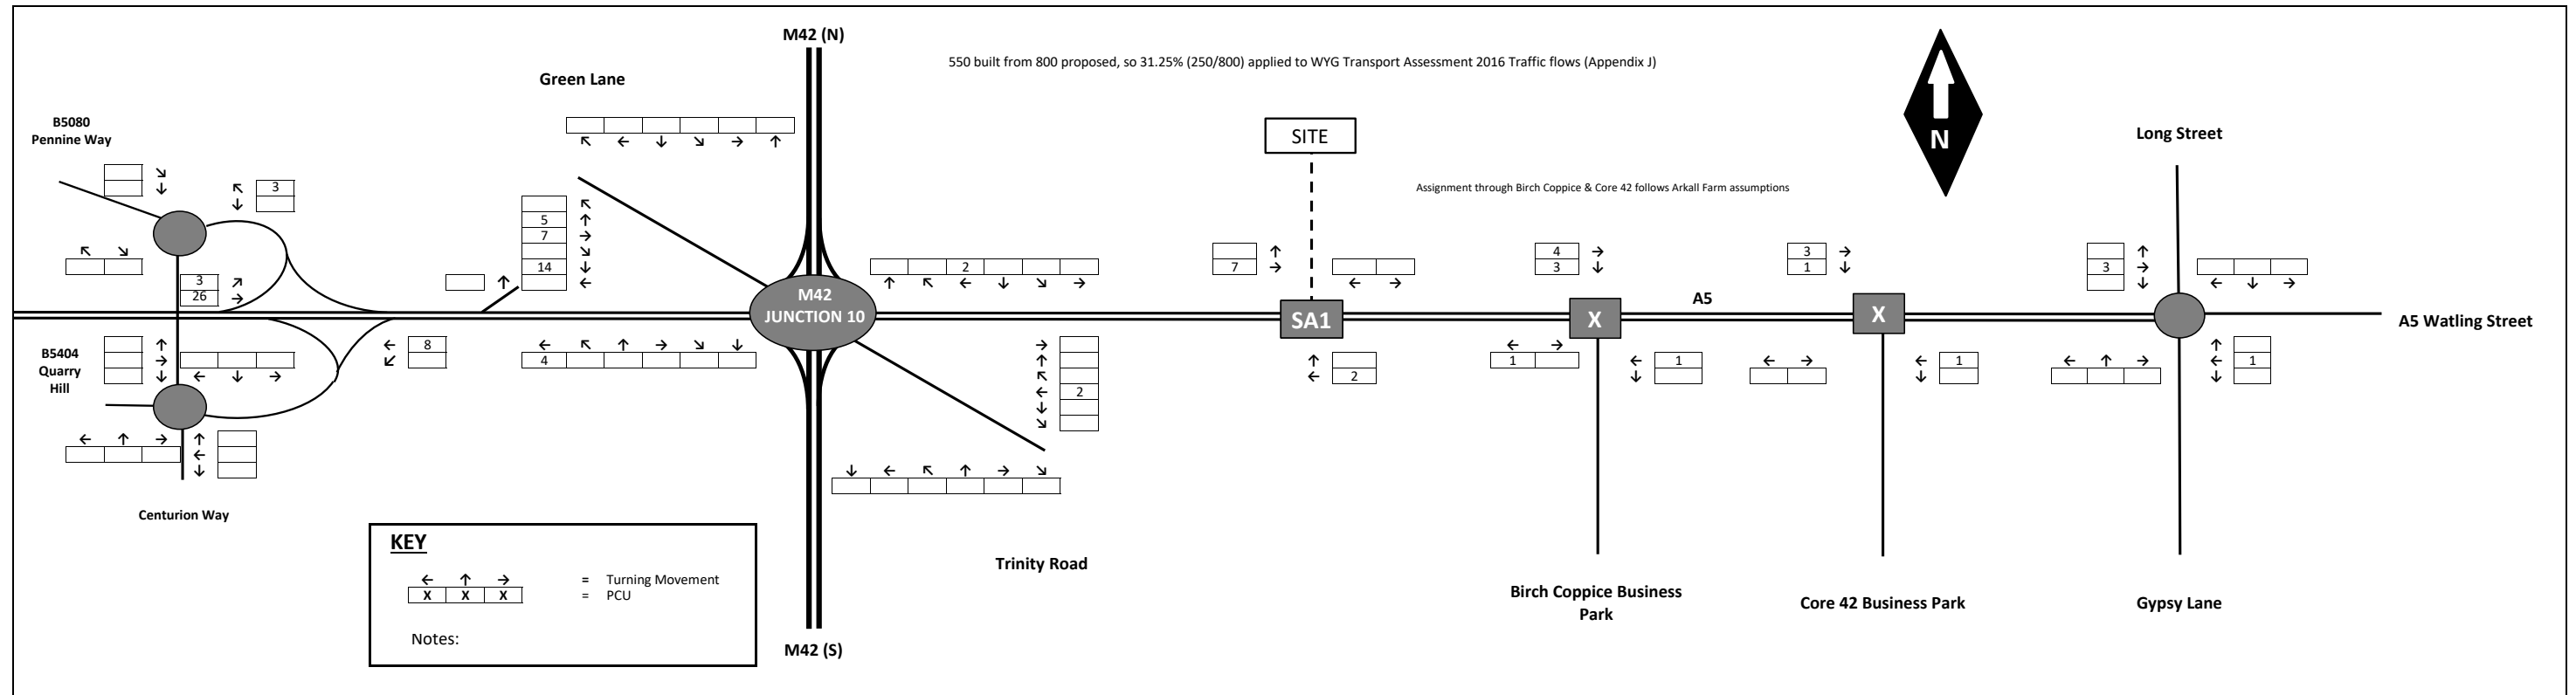 M42 (N)
550 built from 800 proposed, so 31.25% (250/800) applied to WYG Transport Assessment 2016 Traffic flows (Appendix J)
Green Lane
B5080
Pennine Way
SITE
N
Long Street
Assignment through Birch Coppice & Core 42 follows Arkall Farm assumptions
3
5
7
14
3
26
2
7
4
3
3
1
3
M42
JUNCTION 10
SA1
X
A5
X
A5 Watling Street
B5404
Quarry
Hill
8
4
2
2
1
1
1
1
Centurion Way
KEY
= Turning Movement
X X X = PCU
Notes:
Trinity Road
Birch Coppice Business
Park
Core 42 Business Park
Gypsy Lane
M42 (S)